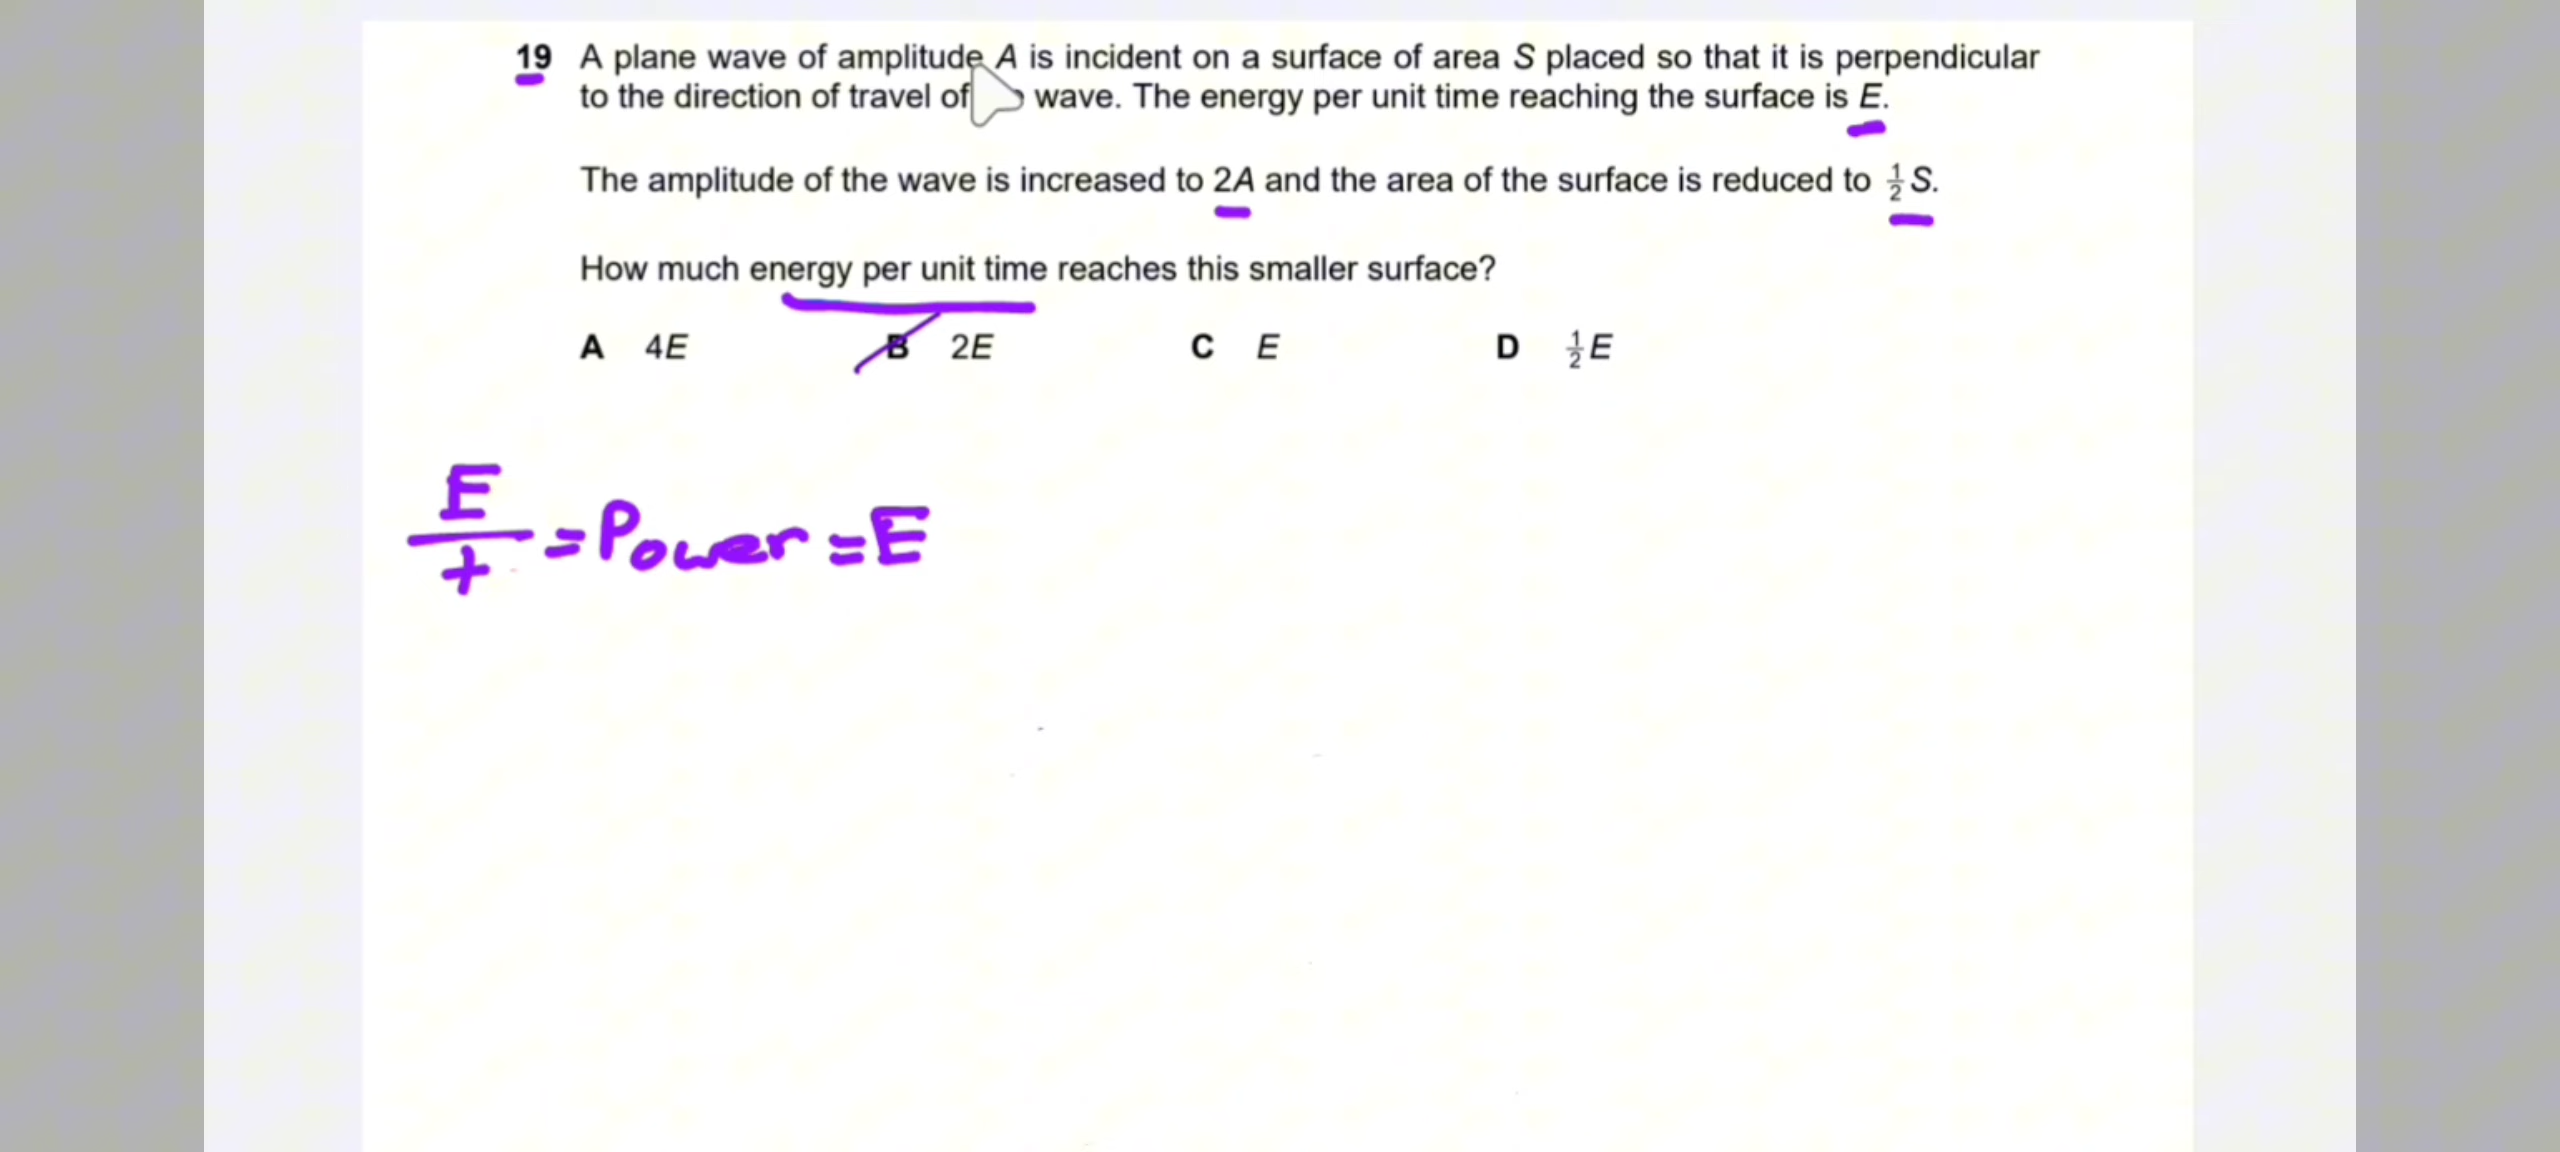 19 A plane wave of amplitude A is incident on a surface of area S placed so that it is perpendicular
to the direction of travel of wave. The energy per unit time reaching the surface is E.
The amplitude of the wave is increased to 2A and the area of the surface is reduced to ½S.
How much energy per unit time reaches this smaller surface?
A 4E B 2E C E D ½E
E/t = Power = E